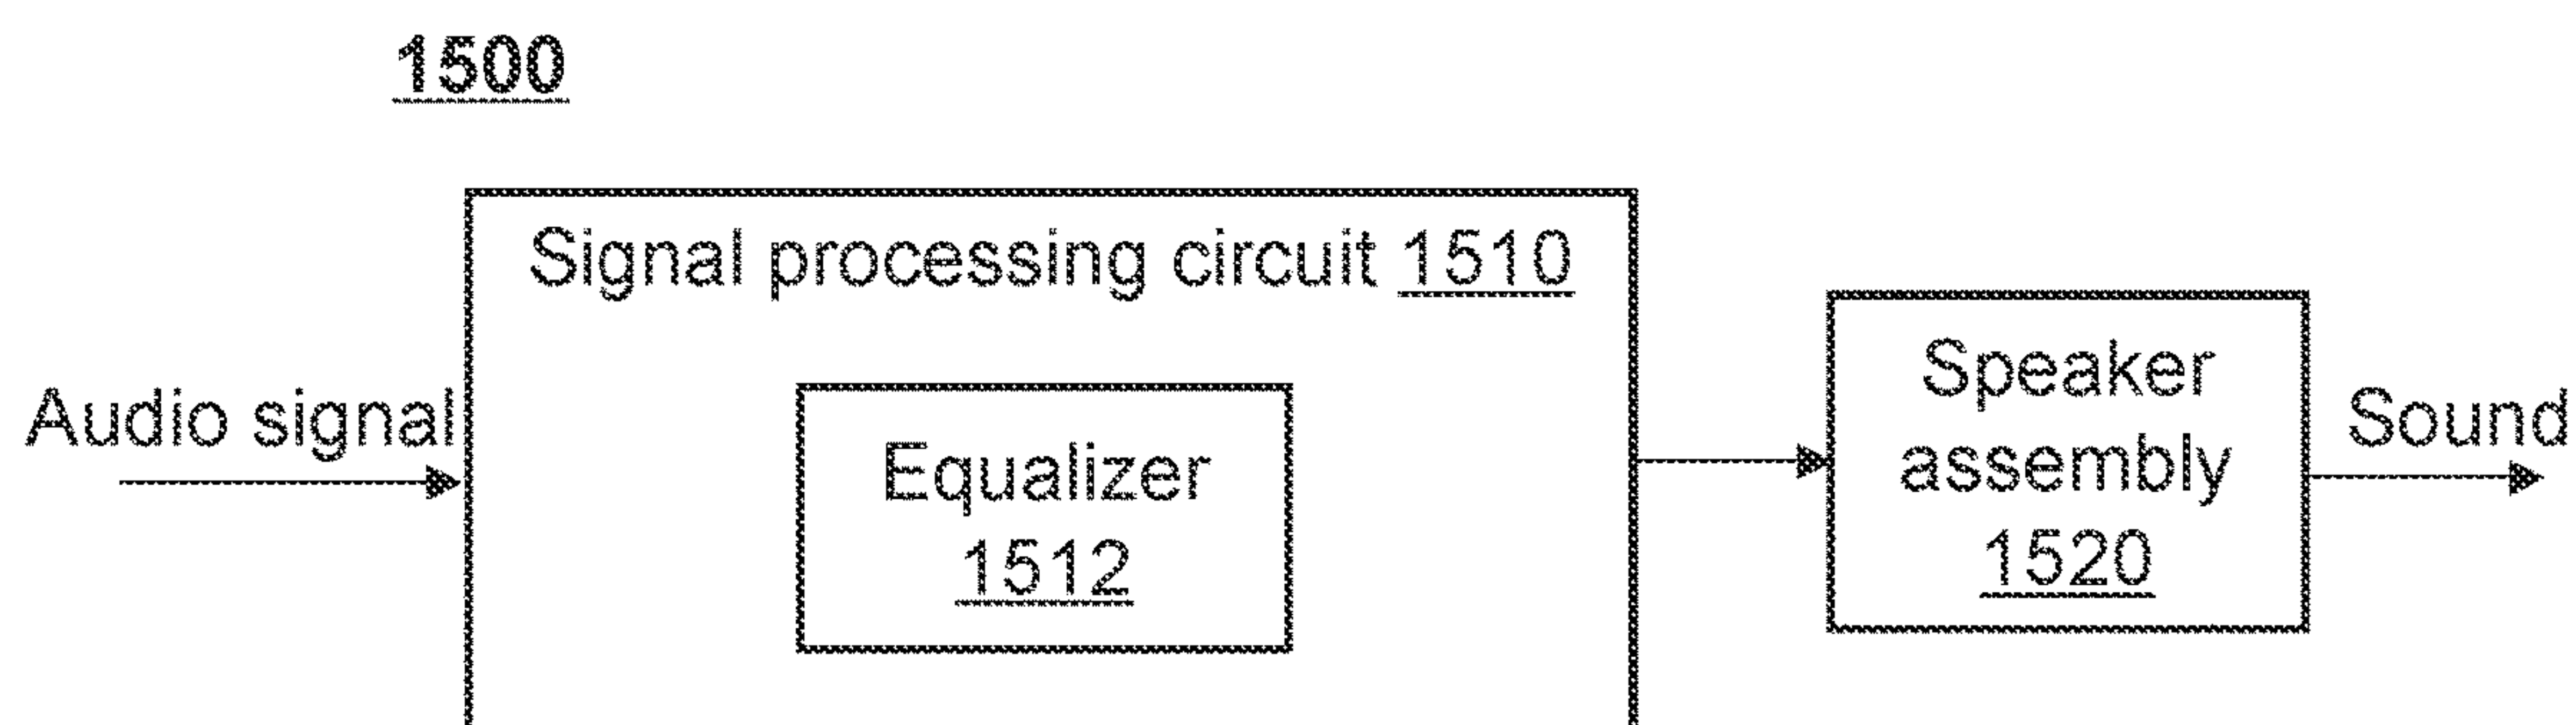 1500
Signal processing circuit 1510
Audio signal
Equalizer
1512
Speaker
assembly
1520
Sound